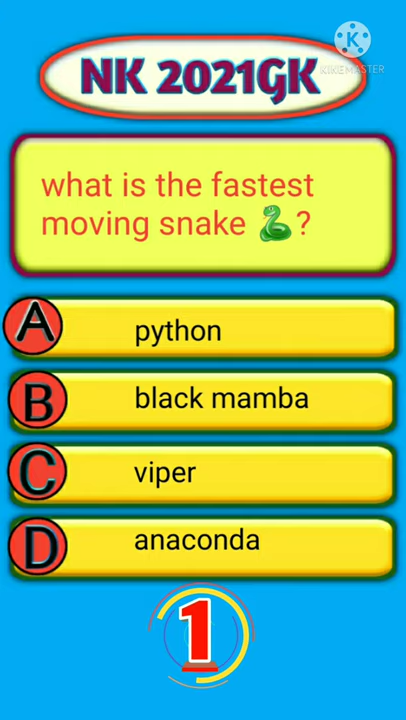 K
KINEMASTER
NK 2021GK
what is the fastest
moving snake 🐍?
A python
B black mamba
C viper
D anaconda
1